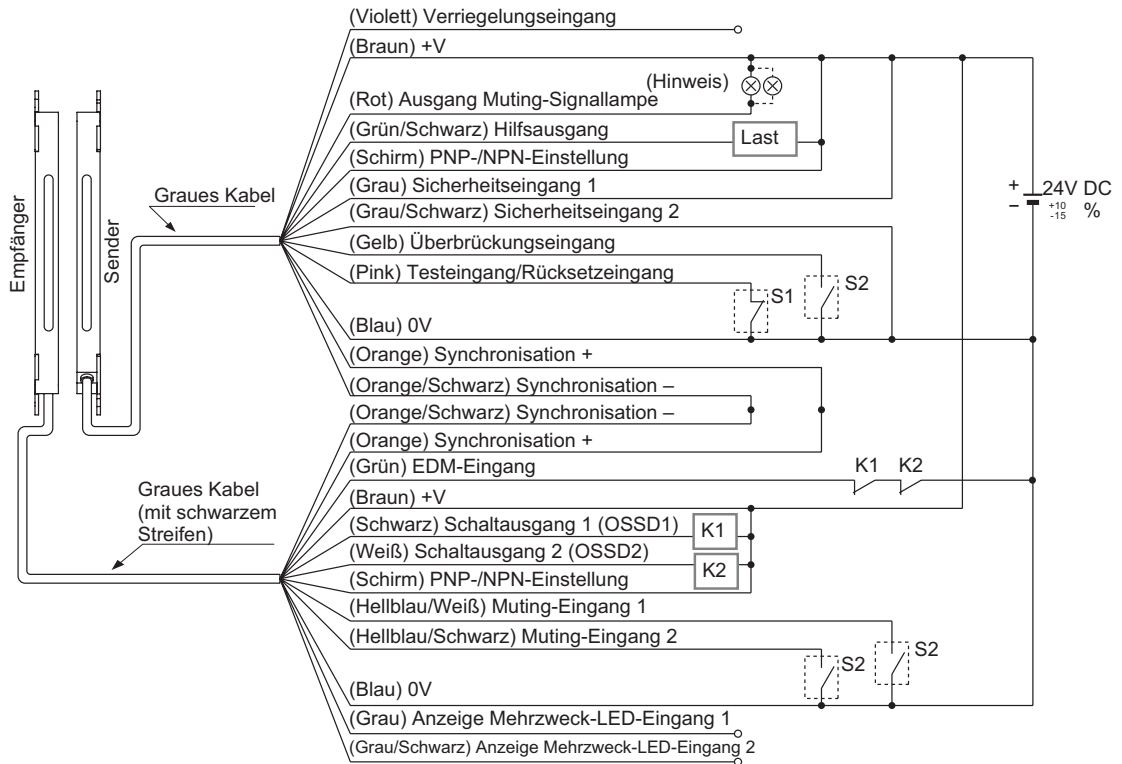 (Violett) Verriegelungseingang
(Braun) +V
(Hinweis)
(Rot) Ausgang Muting-Signallampe
(Grün/Schwarz) Hilfsausgang
Last
(Schirm) PNP-/NPN-Einstellung
(Grau) Sicherheitseingang 1
(Grau/Schwarz) Sicherheitseingang 2
(Gelb) Überbrückungseingang
(Pink) Testeingang/Rücksetzeingang
S1
S2
(Blau) 0V
+
–
24V DC
+10
-15
%
Empfänger
Sender
Graues Kabel
(Orange) Synchronisation +
(Orange/Schwarz) Synchronisation –
(Orange/Schwarz) Synchronisation –
(Orange) Synchronisation +
(Grün) EDM-Eingang
K1
K2
Graues Kabel
(mit schwarzem
Streifen)
(Braun) +V
(Schwarz) Schaltausgang 1 (OSSD1)
K1
(Weiß) Schaltausgang 2 (OSSD2)
K2
(Schirm) PNP-/NPN-Einstellung
(Hellblau/Weiß) Muting-Eingang 1
(Hellblau/Schwarz) Muting-Eingang 2
S2
S2
(Blau) 0V
(Grau) Anzeige Mehrzweck-LED-Eingang 1
(Grau/Schwarz) Anzeige Mehrzweck-LED-Eingang 2